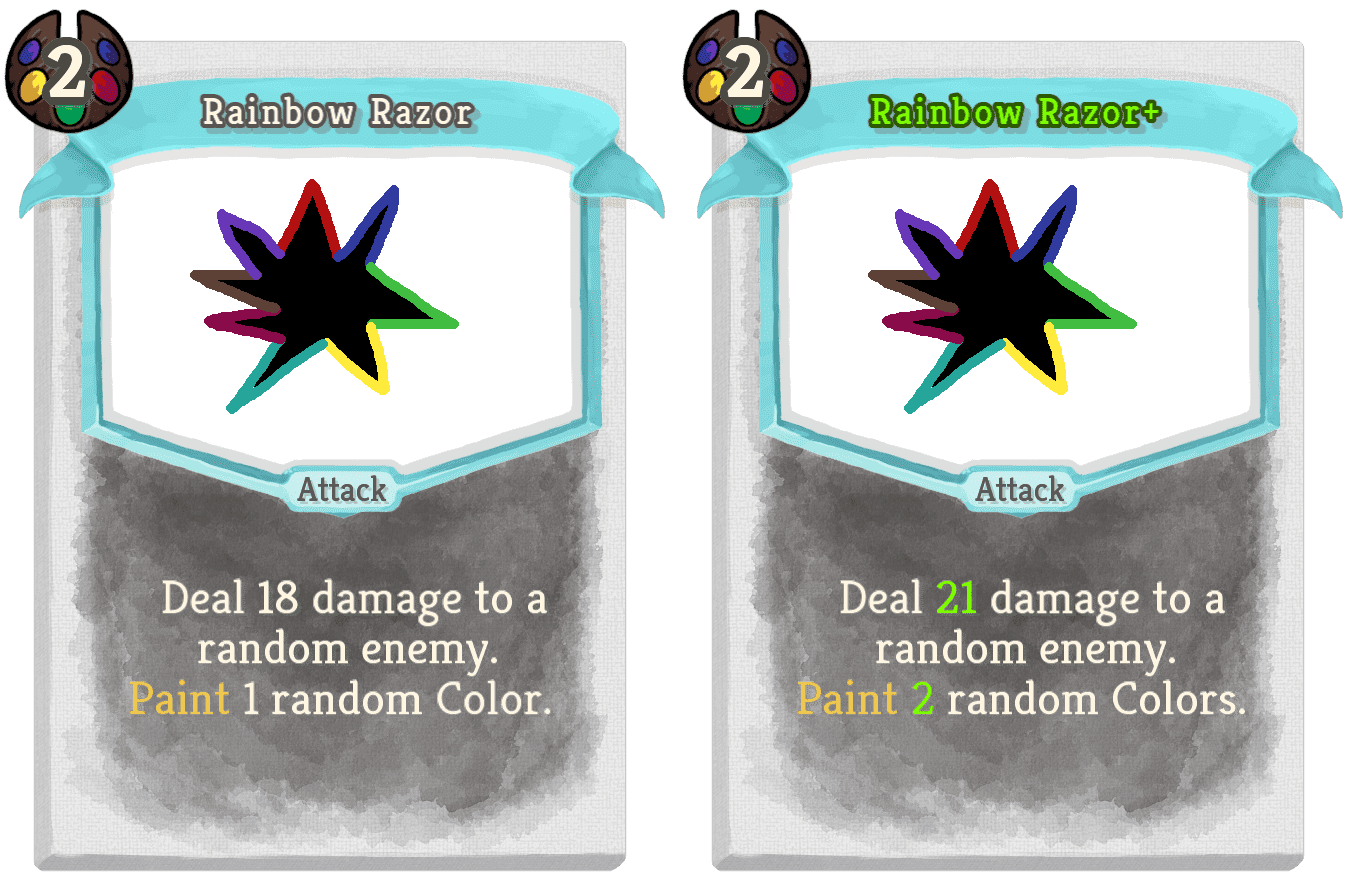 2
Rainbow Razor
Attack
Deal 18 damage to a
random enemy.
Paint 1 random Color.
2
Rainbow Razor+
Attack
Deal 21 damage to a
random enemy.
Paint 2 random Colors.